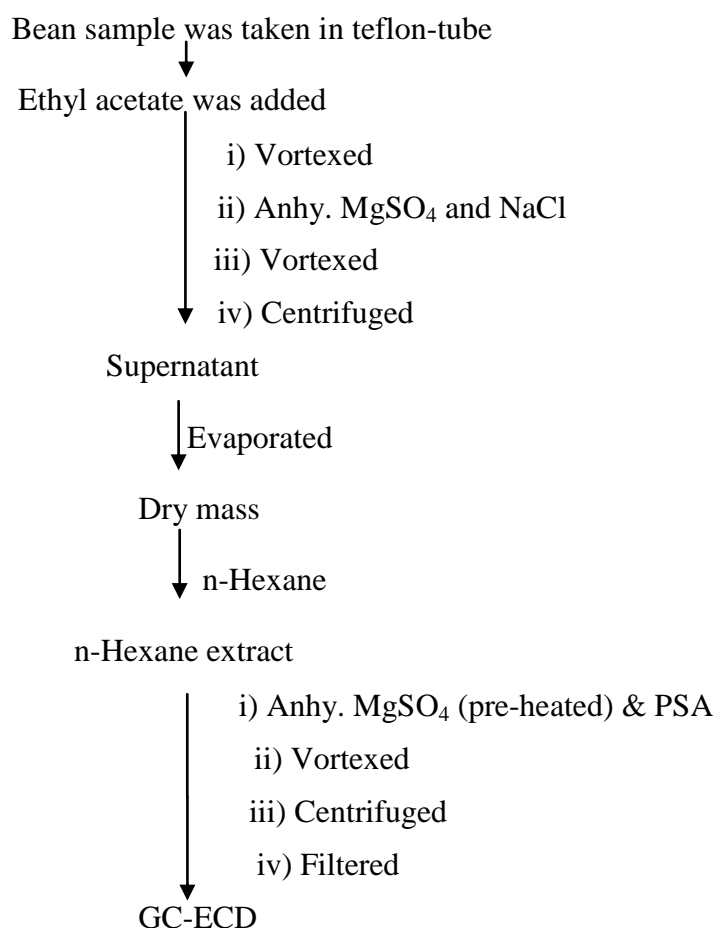 Bean sample was taken in teflon-tube
Ethyl acetate was added
i) Vortexed
ii) Anhy. MgSO₄ and NaCl
iii) Vortexed
iv) Centrifuged
Supernatant
Evaporated
Dry mass
n-Hexane
n-Hexane extract
i) Anhy. MgSO₄ (pre-heated) & PSA
ii) Vortexed
iii) Centrifuged
iv) Filtered
GC-ECD